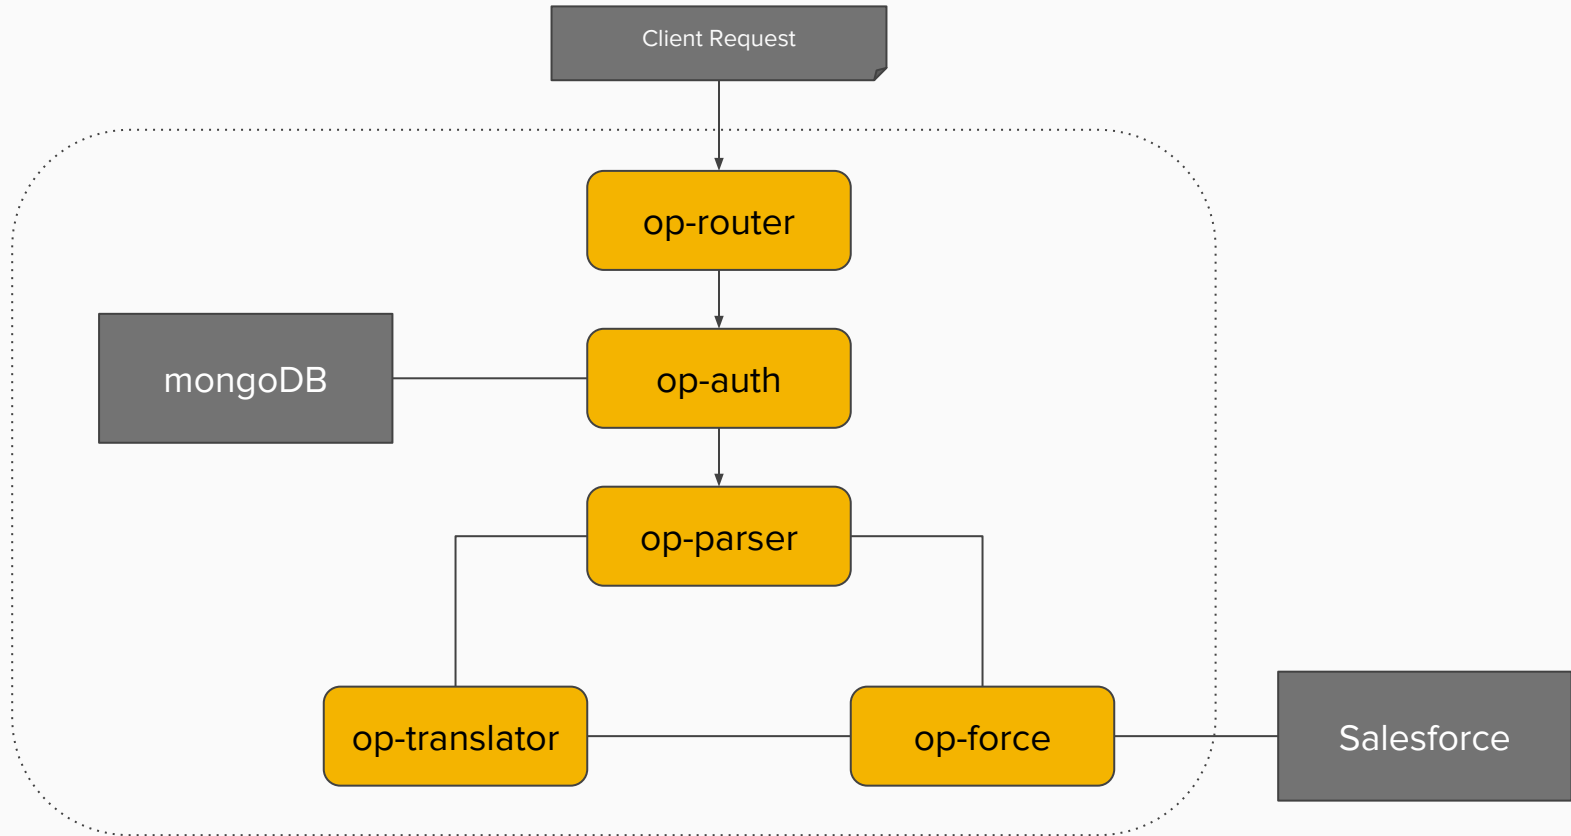 Client Request
op-router
mongoDB
op-auth
op-parser
op-translator
op-force
Salesforce